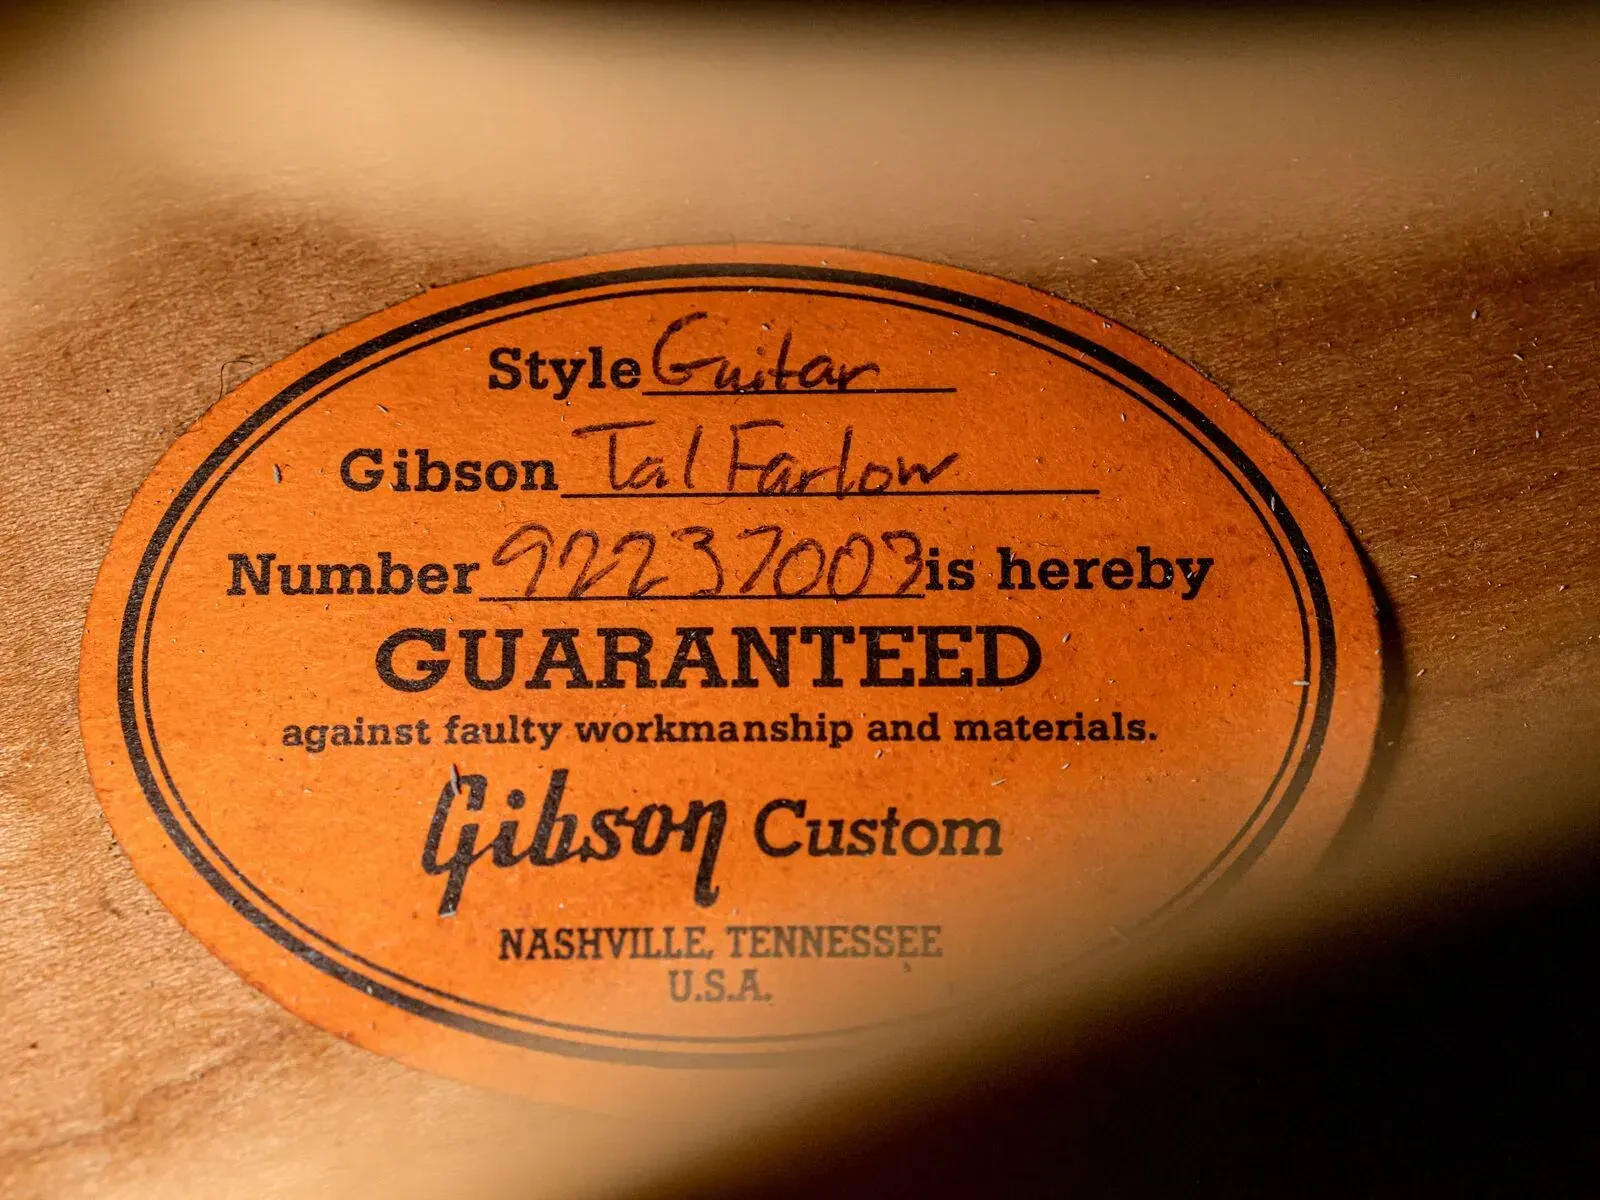 Style Guitar
Gibson Tal Farlow
Number 92237003 is hereby
GUARANTEED
against faulty workmanship and materials.
Gibson Custom
NASHVILLE, TENNESSEE
U.S.A.